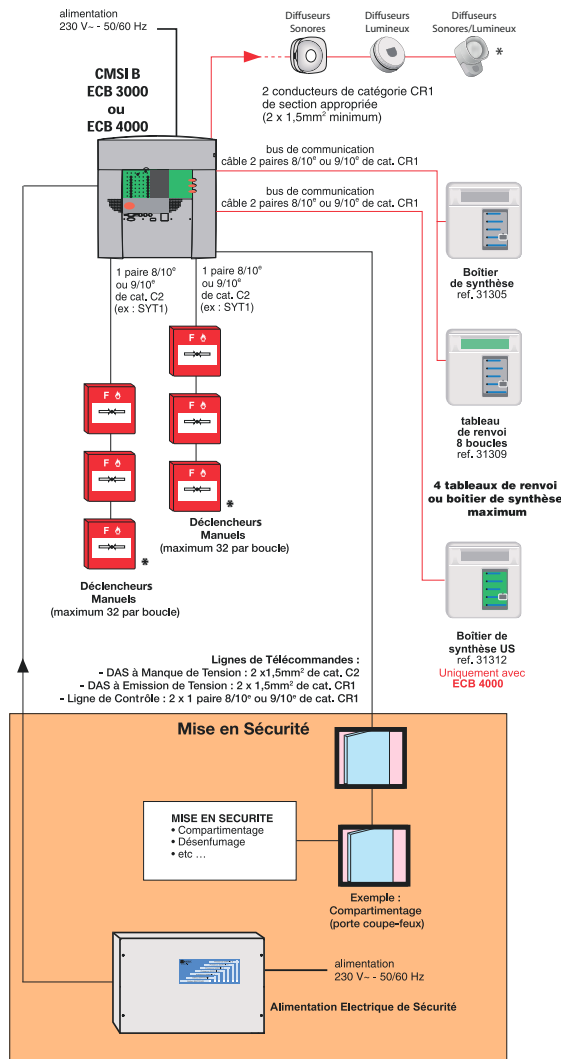 alimentation
230 V~ - 50/60 Hz
Diffuseurs
Sonores
Diffuseurs
Lumineux
Diffuseurs
Sonores/Lumineux
*
CMSI B
ECB 3000
ou
ECB 4000
2 conducteurs de catégorie CR1
de section appropriée
(2 x 1,5mm² minimum)
bus de communication
câble 2 paires 8/10e ou 9/10e de cat. CR1
bus de communication
câble 2 paires 8/10e ou 9/10e de cat. CR1
Boîtier
de synthèse
ref. 31305
1 paire 8/10e
ou 9/10e
de cat. C2
(ex : SYT1)
1 paire 8/10e
ou 9/10e
de cat. C2
(ex : SYT1)
F
F
F
F
F
F
*
Déclencheurs
Manuels
(maximum 32 par boucle)
*
Déclencheurs
Manuels
(maximum 32 par boucle)
tableau
de renvoi
8 boucles
ref. 31309
4 tableaux de renvoi
ou boitier de synthèse
maximum
Boîtier de
synthèse US
ref. 31312
Uniquement avec
ECB 4000
Lignes de Télécommandes :
- DAS à Manque de Tension : 2 x1,5mm² de cat. C2
- DAS à Emission de Tension : 2 x 1,5mm² de cat. CR1
- Ligne de Contrôle : 2 x 1 paire 8/10e ou 9/10e de cat. CR1
Mise en Sécurité
MISE EN SECURITE
• Compartimentage
• Désenfumage
• etc ...
Exemple :
Compartimentage
(porte coupe-feux)
alimentation
230 V~ - 50/60 Hz
Alimentation Electrique de Sécurité